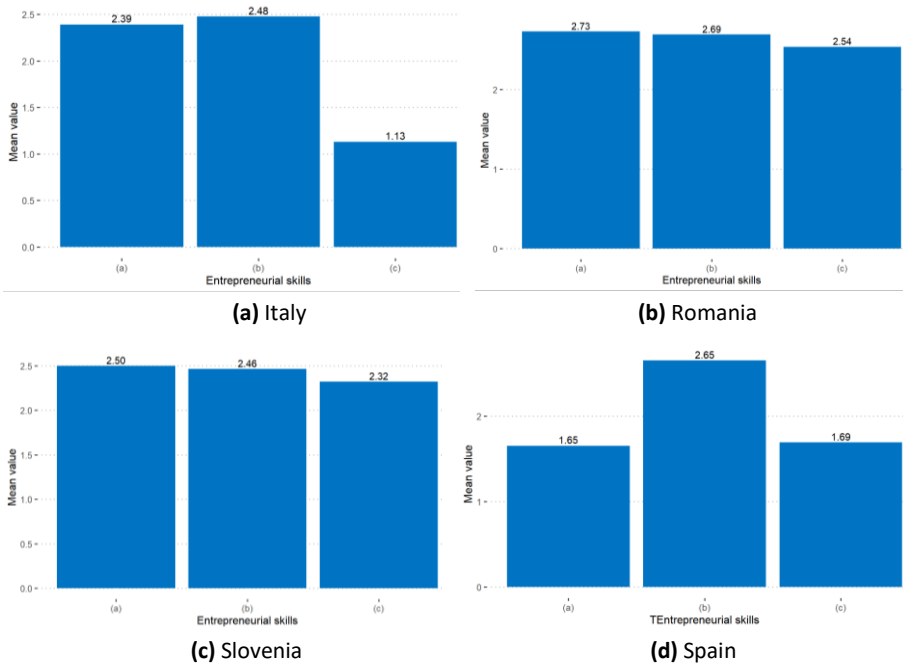 2.5-
2.39
2.48
2.0-
1.5-
1.13
1.0-
0.5-
0.0-
Mean value
(a)
(b)
(c)
Entrepreneurial skills
(a) Italy
2.73
2.69
2.54
2-
1-
0-
Mean value
(a)
(b)
(c)
Entrepreneurial skills
(b) Romania
2.5-
2.50
2.46
2.32
2.0-
1.5-
1.0-
0.5-
0.0-
Mean value
(a)
(b)
(c)
Entrepreneurial skills
(c) Slovenia
2.65
2-
1.65
1.69
1-
0-
Mean value
(a)
(b)
(c)
TEntrepreneurial skills
(d) Spain